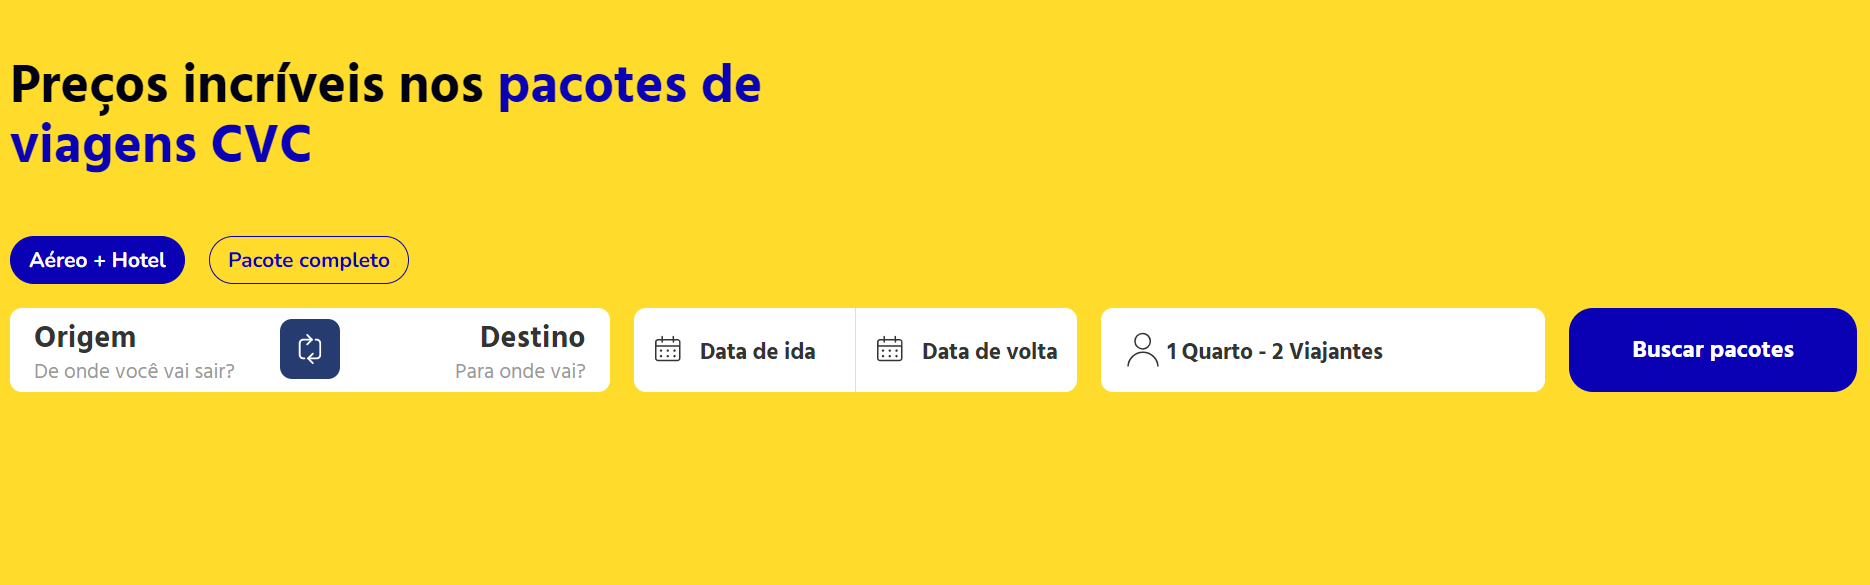 Preços incríveis nos pacotes de
viagens CVC
Aéreo + Hotel
Pacote completo
Origem
De onde você vai sair?
Destino
Para onde vai?
Data de ida
Data de volta
1 Quarto - 2 Viajantes
Buscar pacotes